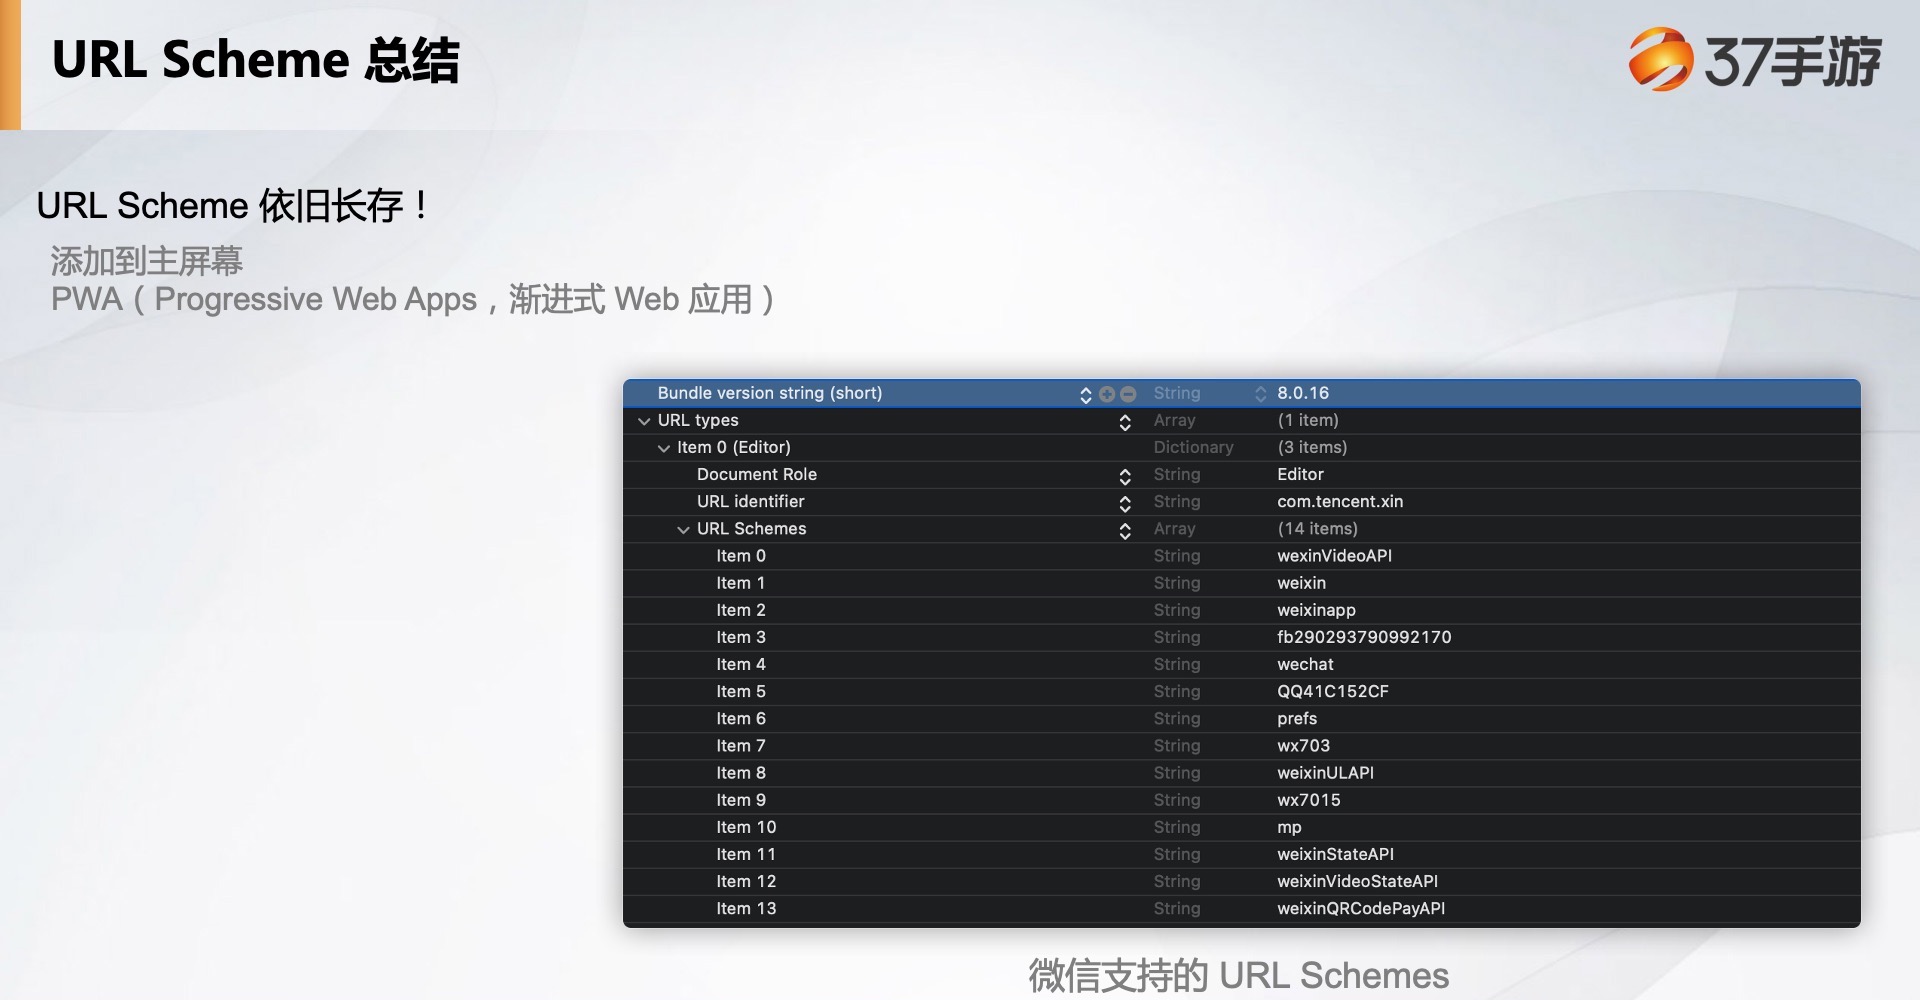 URL Scheme 总结
37手游
URL Scheme 依旧长存！
添加到主屏幕
PWA（Progressive Web Apps，渐进式 Web 应用）
Bundle version string (short) String 8.0.16
URL types Array (1 item)
Item 0 (Editor) Dictionary (3 items)
Document Role String Editor
URL identifier String com.tencent.xin
URL Schemes Array (14 items)
Item 0 String wexinVideoAPI
Item 1 String weixin
Item 2 String weixinapp
Item 3 String fb290293790992170
Item 4 String wechat
Item 5 String QQ41C152CF
Item 6 String prefs
Item 7 String wx703
Item 8 String weixinULAPI
Item 9 String wx7015
Item 10 String mp
Item 11 String weixinStateAPI
Item 12 String weixinVideoStateAPI
Item 13 String weixinQRCodePayAPI
微信支持的 URL Schemes